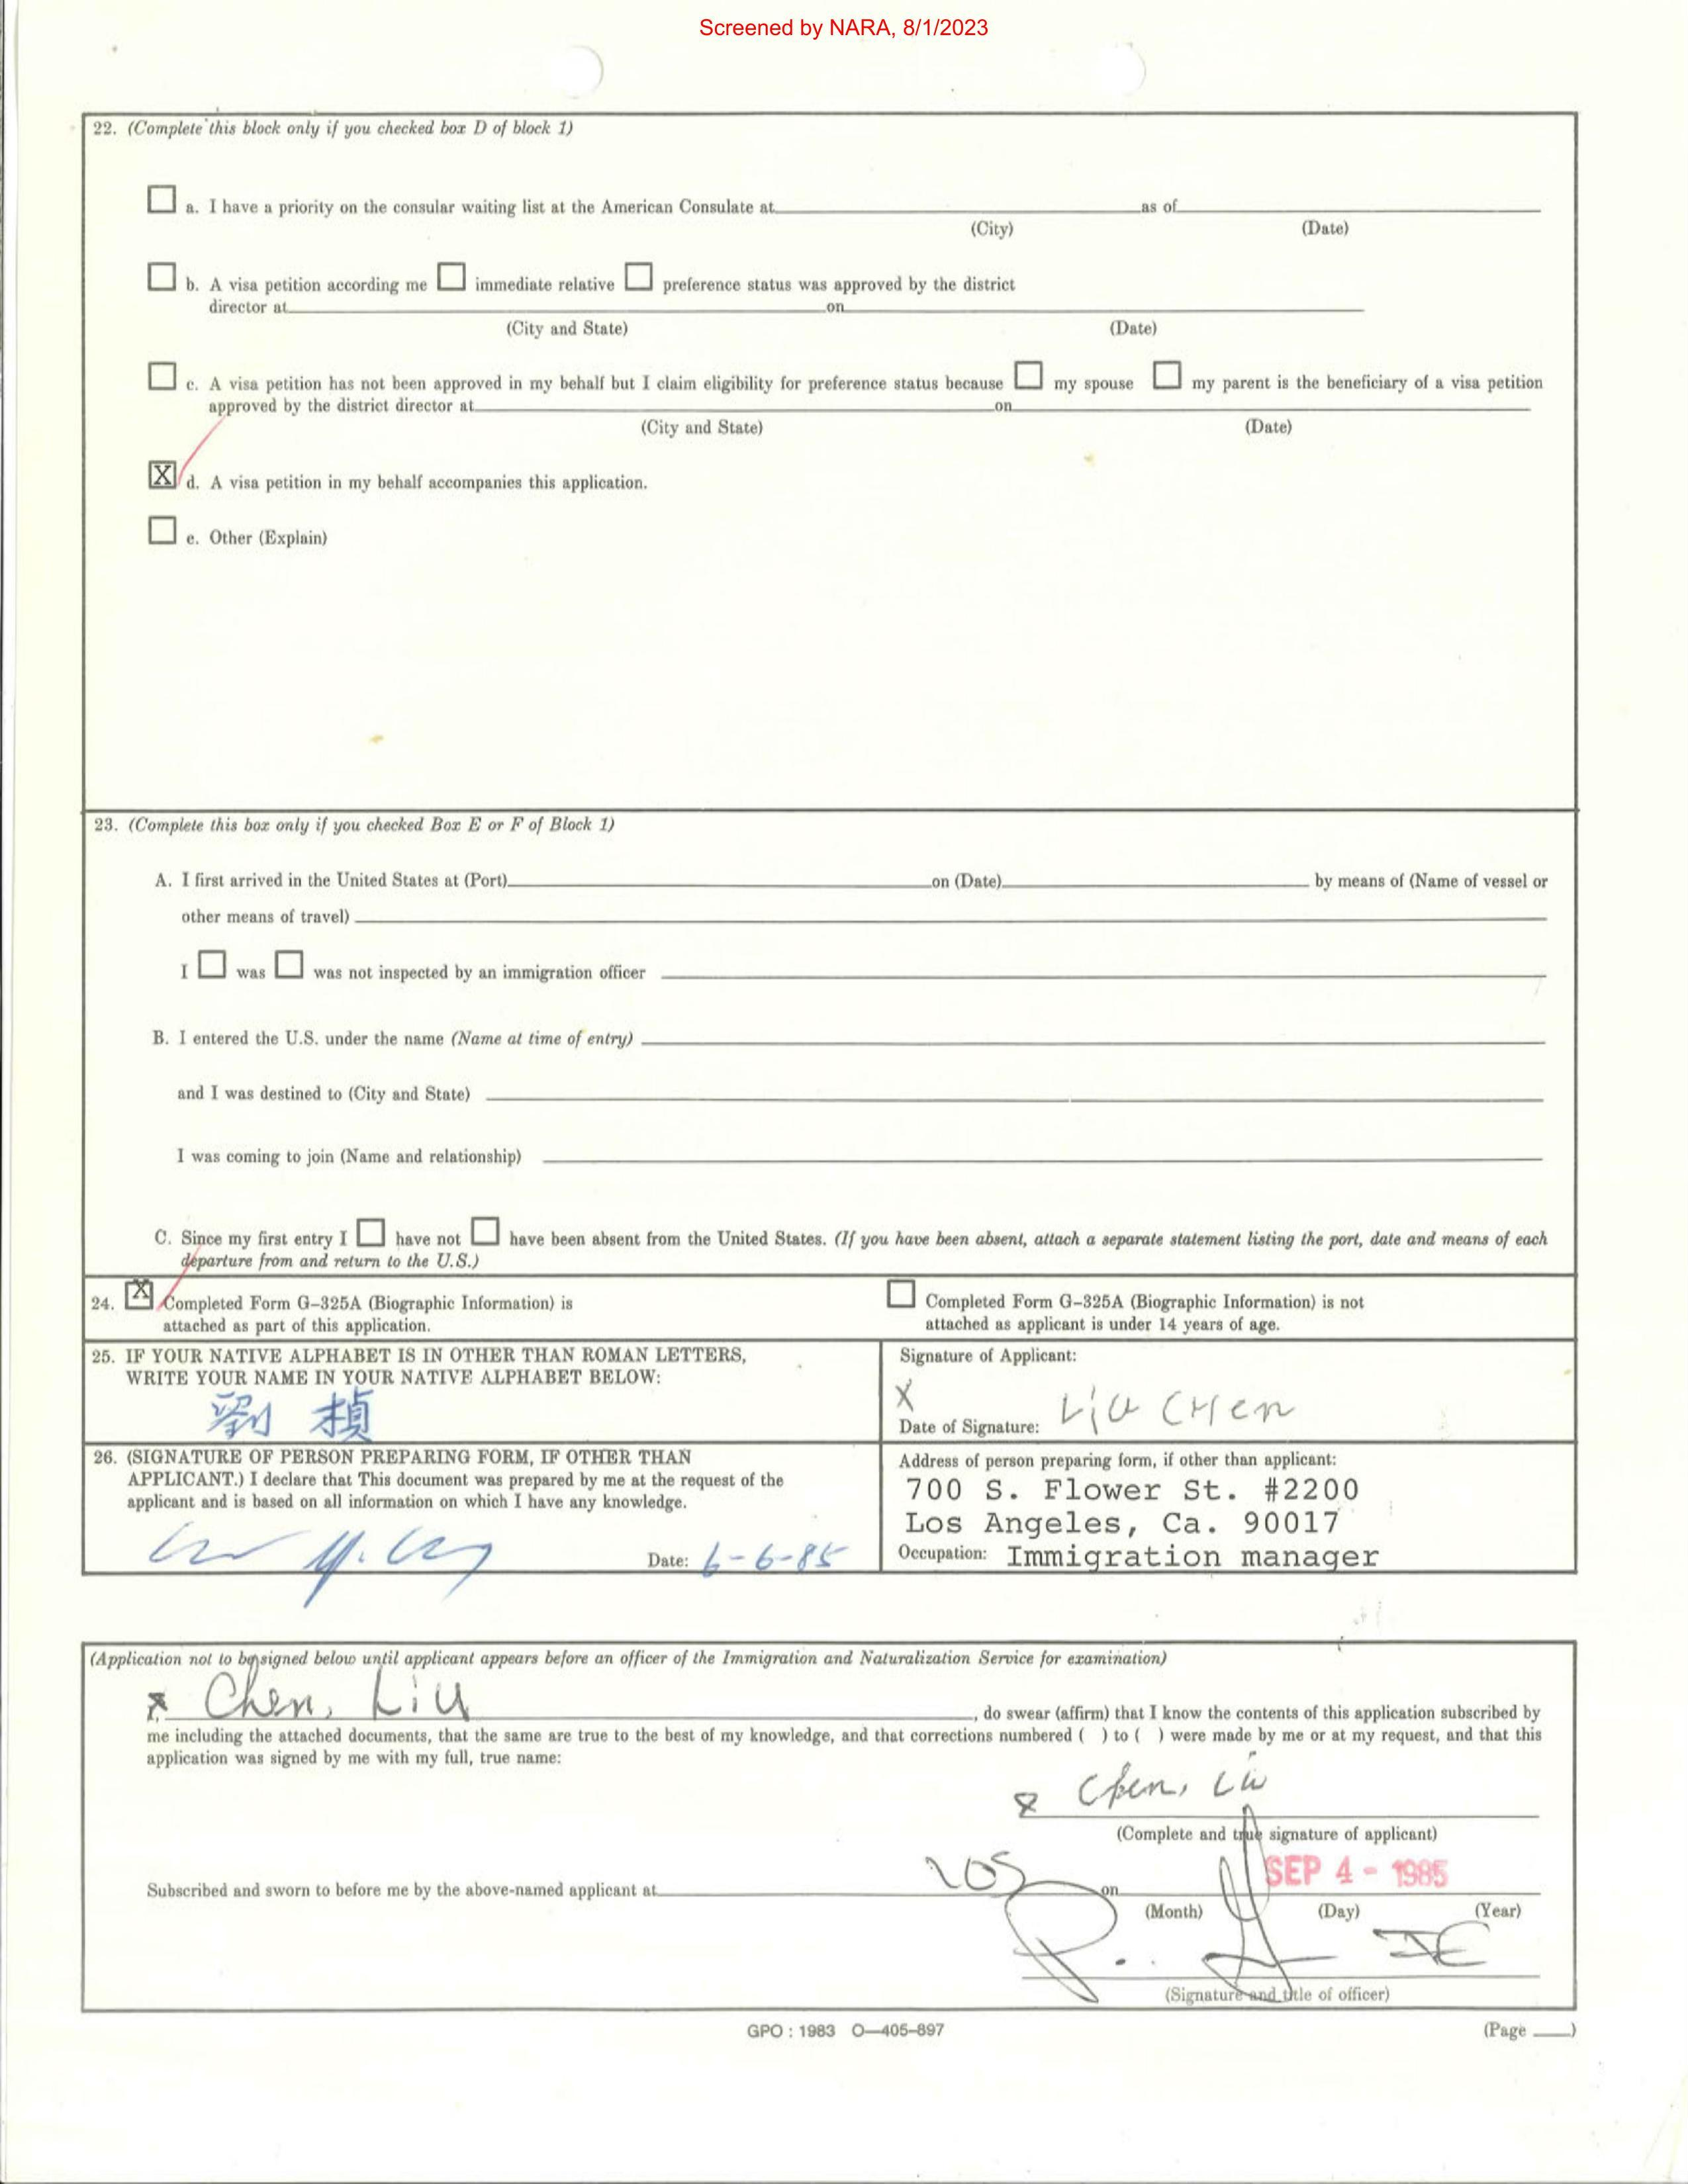 Screened by NARA, 8/1/2023
22. (Complete this block only if you checked box D of block 1)
a. I have a priority on the consular waiting list at the American Consulate at as of
(City) (Date)
b. A visa petition according me immediate relative preference status was approved by the district
director at on
(City and State) (Date)
c. A visa petition has not been approved in my behalf but I claim eligibility for preference status because my spouse my parent is the beneficiary of a visa petition
approved by the district director at on
(City and State) (Date)
X d. A visa petition in my behalf accompanies this application.
e. Other (Explain)
23. (Complete this box only if you checked Box E or F of Block 1)
A. I first arrived in the United States at (Port) on (Date) by means of (Name of vessel or
other means of travel)
I was was not inspected by an immigration officer
B. I entered the U.S. under the name (Name at time of entry)
and I was destined to (City and State)
I was coming to join (Name and relationship)
C. Since my first entry I have not have been absent from the United States. (If you have been absent, attach a separate statement listing the port, date and means of each
departure from and return to the U.S.)
24. X Completed Form G-325A (Biographic Information) is
attached as part of this application.
Completed Form G-325A (Biographic Information) is not
attached as applicant is under 14 years of age.
25. IF YOUR NATIVE ALPHABET IS IN OTHER THAN ROMAN LETTERS,
WRITE YOUR NAME IN YOUR NATIVE ALPHABET BELOW:
劉 楨
Signature of Applicant:
X Liu CHen
Date of Signature:
26. (SIGNATURE OF PERSON PREPARING FORM, IF OTHER THAN
APPLICANT.) I declare that This document was prepared by me at the request of the
applicant and is based on all information on which I have any knowledge.
Date: 6-6-85
Address of person preparing form, if other than applicant:
700 S. Flower St. #2200
Los Angeles, Ca. 90017
Occupation: Immigration manager
(Application not to be signed below until applicant appears before an officer of the Immigration and Naturalization Service for examination)
I, Chen, Liu , do swear (affirm) that I know the contents of this application subscribed by
me including the attached documents, that the same are true to the best of my knowledge, and that corrections numbered ( ) to ( ) were made by me or at my request, and that this
application was signed by me with my full, true name:
x Chen, Liu
(Complete and true signature of applicant)
Subscribed and sworn to before me by the above-named applicant at LOS on SEP 4 - 1985
(Month) (Day) (Year)
(Signature and title of officer)
GPO : 1983 O—405-897
(Page )